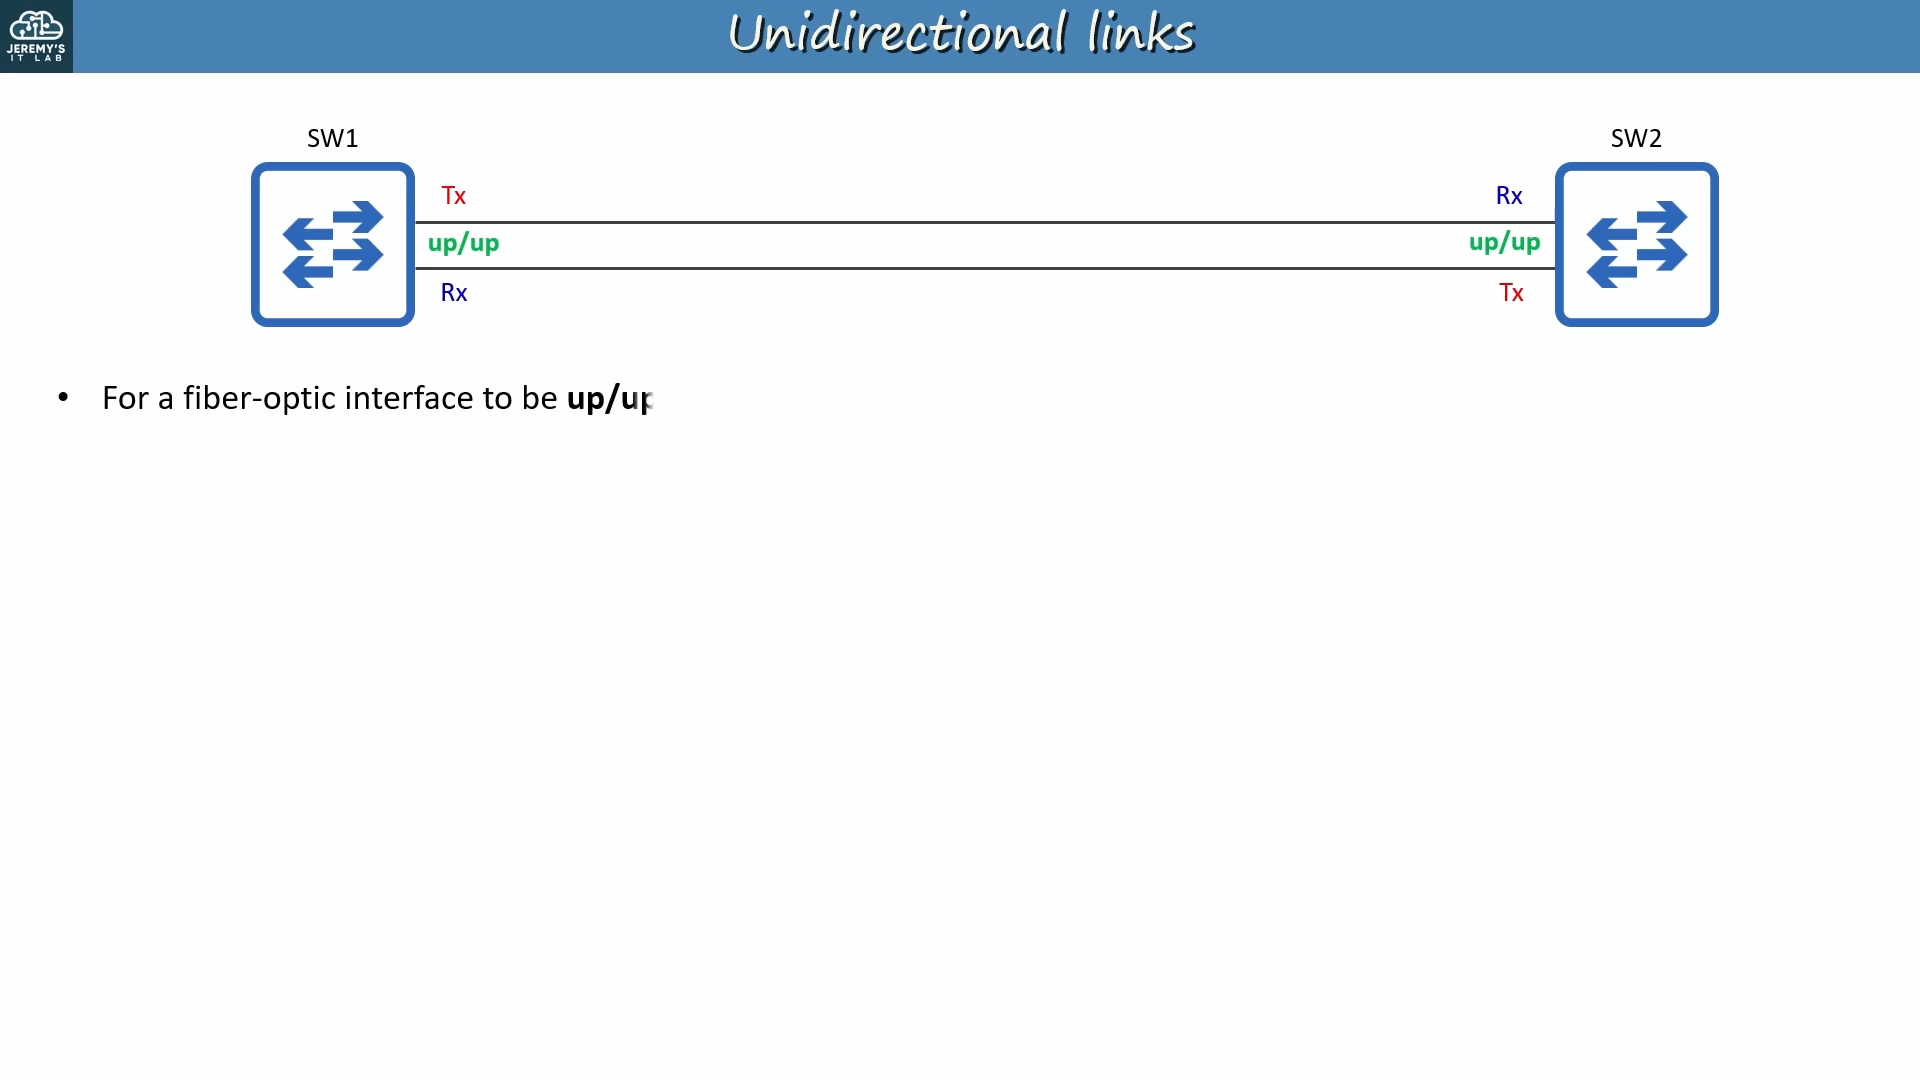 JEREMY'S
IT LAB
Unidirectional links
SW1
SW2
Tx
Rx
up/up
up/up
Rx
Tx
• For a fiber-optic interface to be up/up